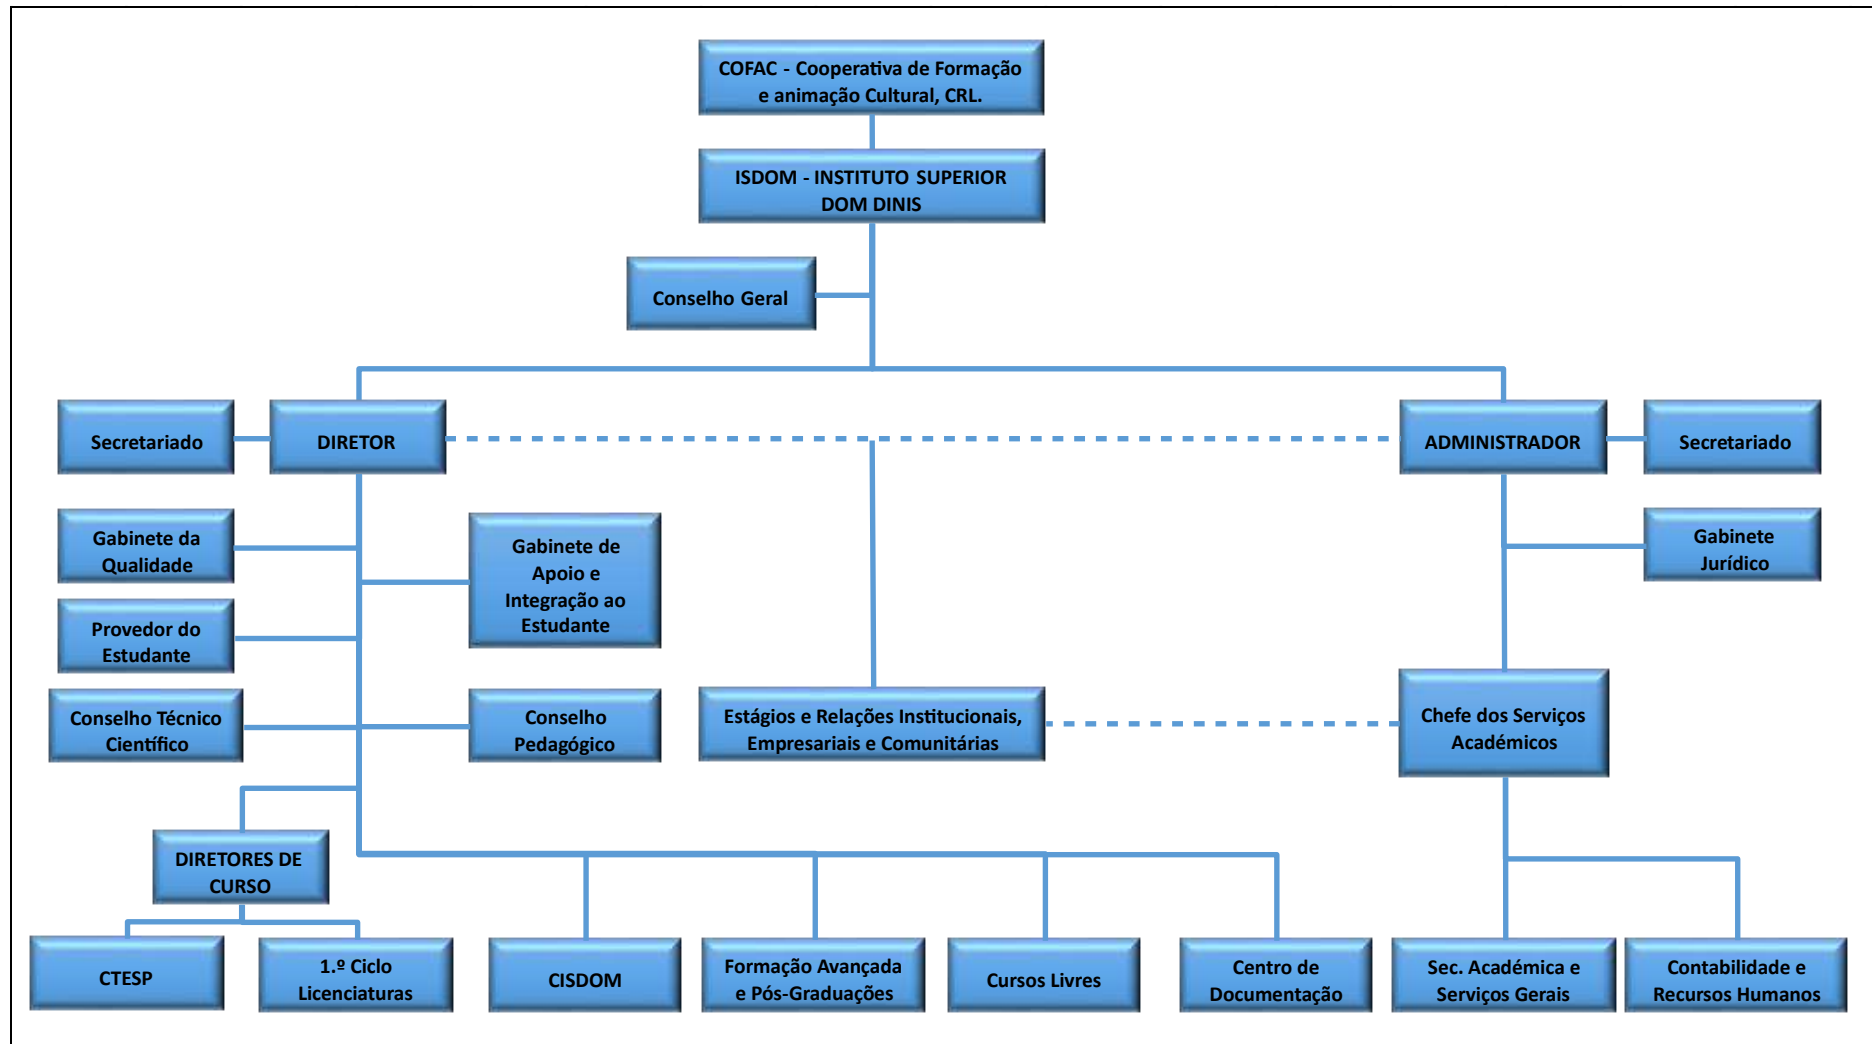 COFAC - Cooperativa de Formação
e animação Cultural, CRL.
ISDOM - INSTITUTO SUPERIOR
DOM DINIS
Conselho Geral
Secretariado
DIRETOR
ADMINISTRADOR
Secretariado
Gabinete da
Qualidade
Gabinete de
Apoio e
Integração ao
Estudante
Gabinete
Jurídico
Provedor do
Estudante
Conselho Técnico
Científico
Conselho
Pedagógico
Estágios e Relações Institucionais,
Empresariais e Comunitárias
Chefe dos Serviços
Académicos
DIRETORES DE
CURSO
CTESP
1.º Ciclo
Licenciaturas
CISDOM
Formação Avançada
e Pós-Graduações
Cursos Livres
Centro de
Documentação
Sec. Académica e
Serviços Gerais
Contabilidade e
Recursos Humanos